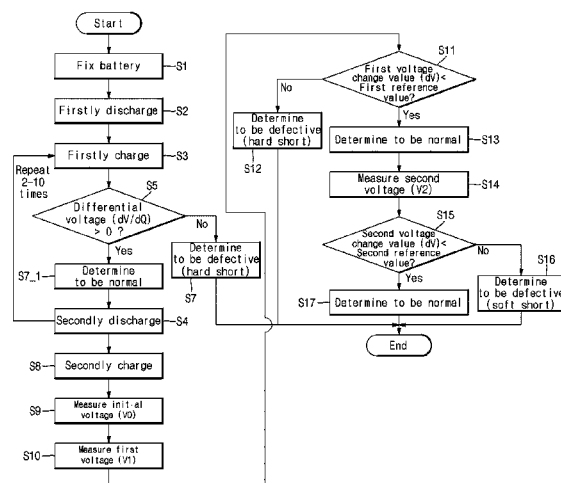 Start
Fix battery
S1
Firstly discharge
S2
Firstly charge
S3
Repeat
2-10
times
S5
Differential
voltage (dV/dQ)
> 0 ?
No
Yes
S7_1
Determine
to be normal
Determine
to be defective
(hard short)
S7
Secondly discharge
S4
S8
Secondly charge
S9
Measure initial
voltage (V0)
S10
Measure first
voltage (V1)
S11
First voltage
change value (dV)<
First reference
value?
No
Yes
Determine
to be defective
(hard short)
S12
Determine to be normal
S13
Measure second
voltage (V2)
S14
S15
Second voltage
change value (dV)<
Second reference
value?
No
Yes
S16
Determine
to be defective
(soft short)
S17
Determine to be normal
End